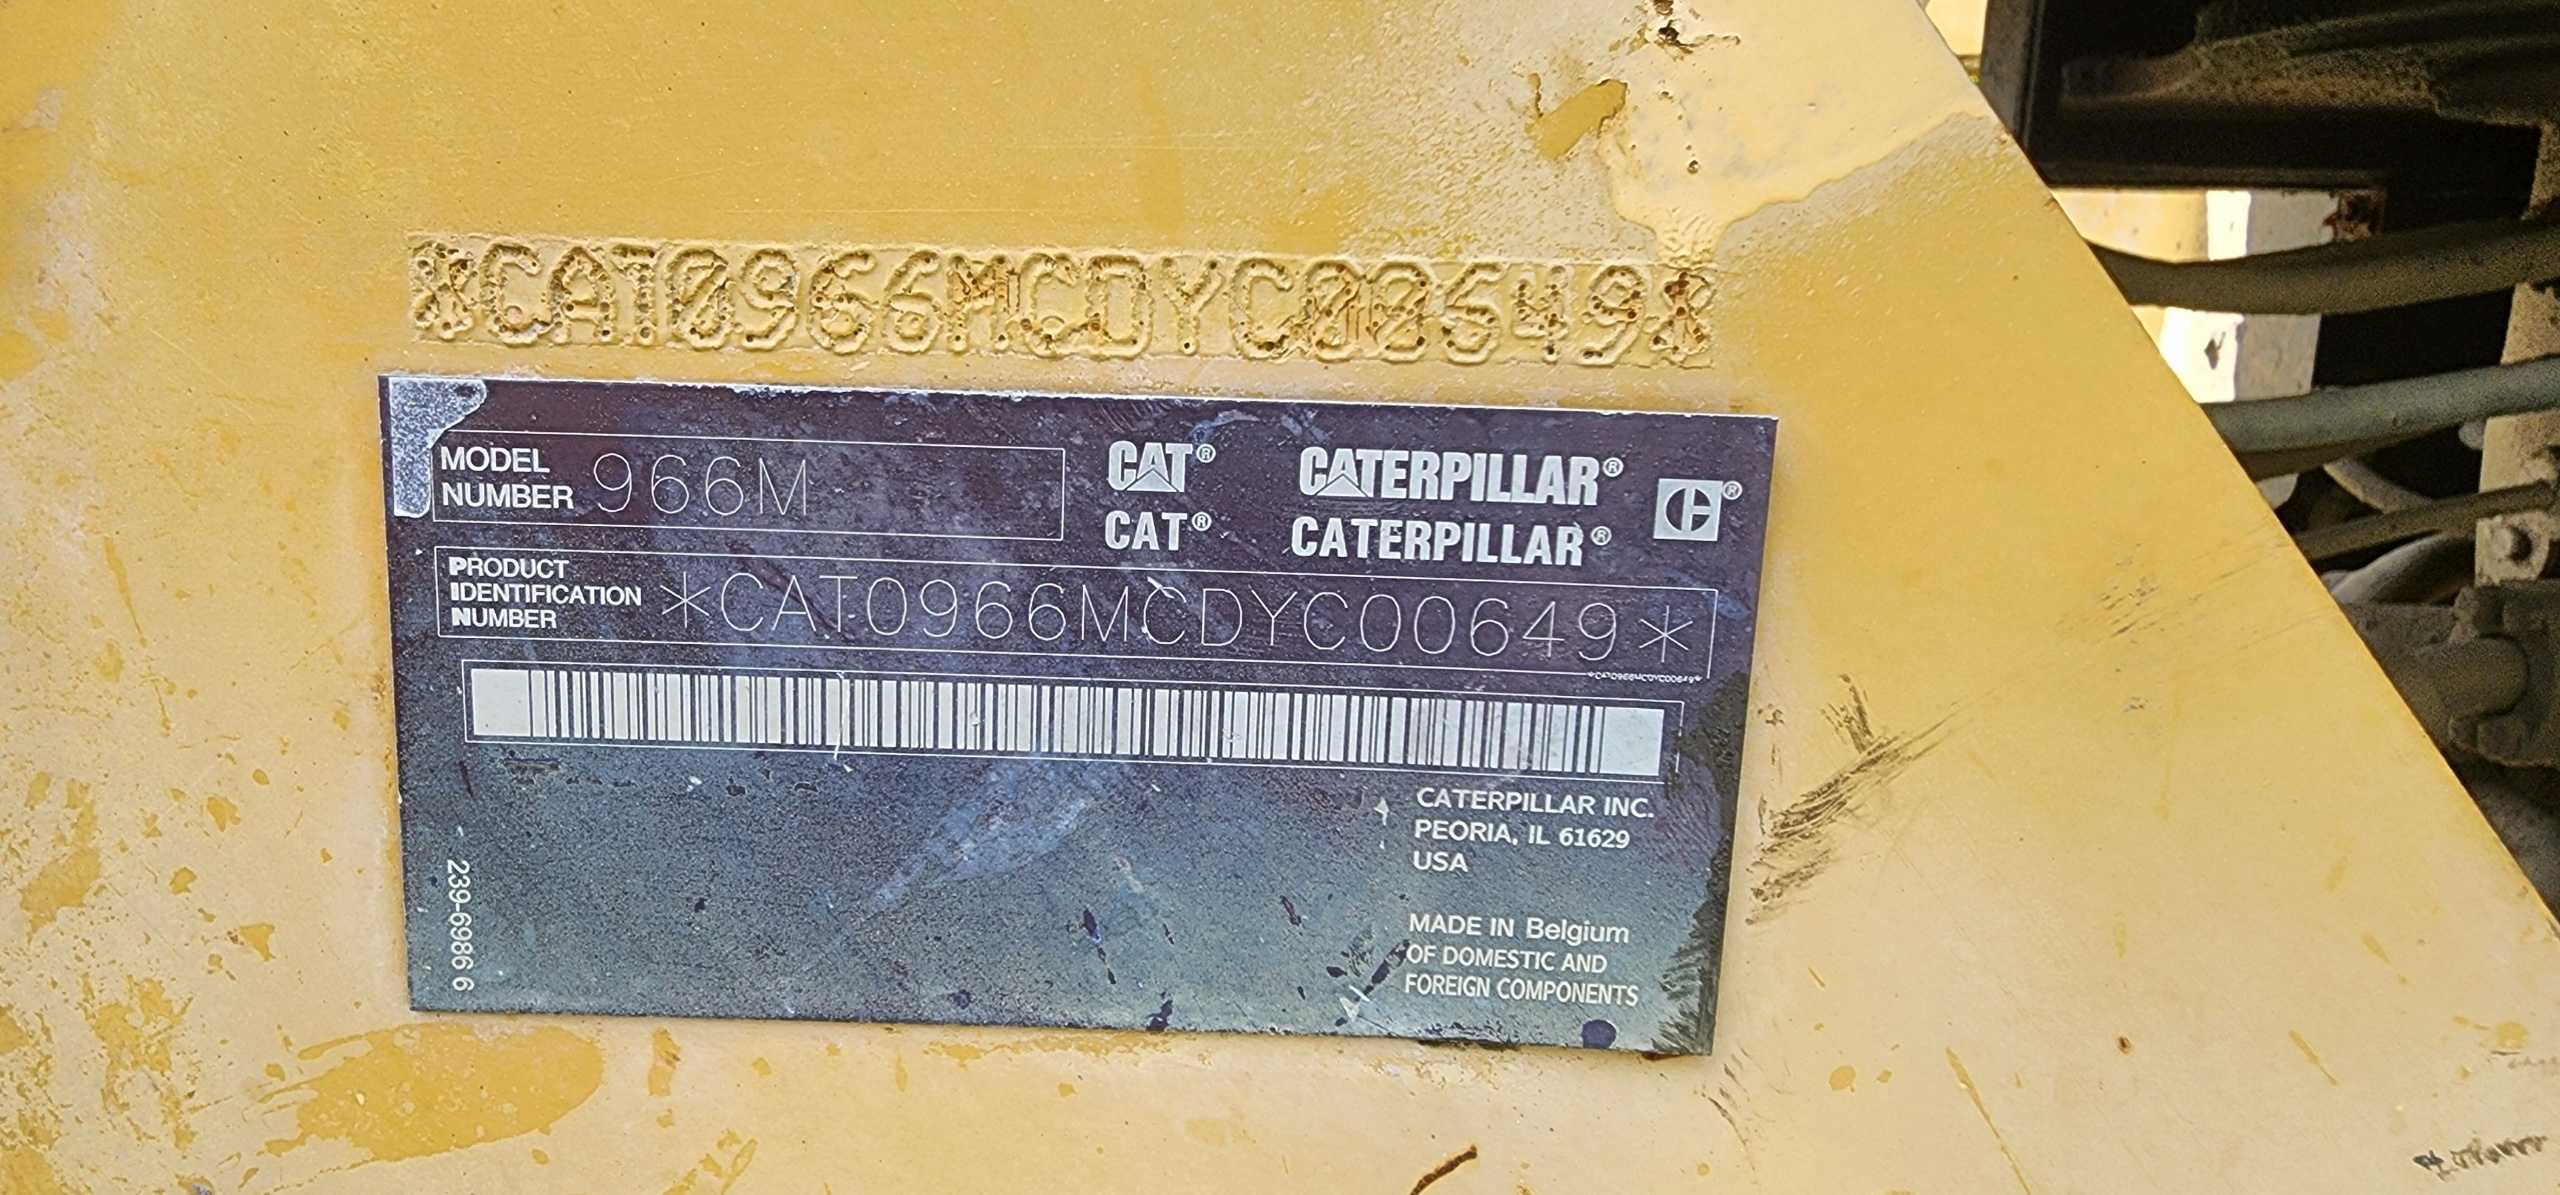 *CAT0966MCDYC00649*
MODEL NUMBER 966M
CAT® CATERPILLAR®
CAT® CATERPILLAR®
C®
PRODUCT IDENTIFICATION NUMBER *CAT0966MCDYC00649*
*CAT0966MCDYC00649*
CATERPILLAR INC.
PEORIA, IL 61629
USA
MADE IN Belgium
OF DOMESTIC AND
FOREIGN COMPONENTS
239-6986 6